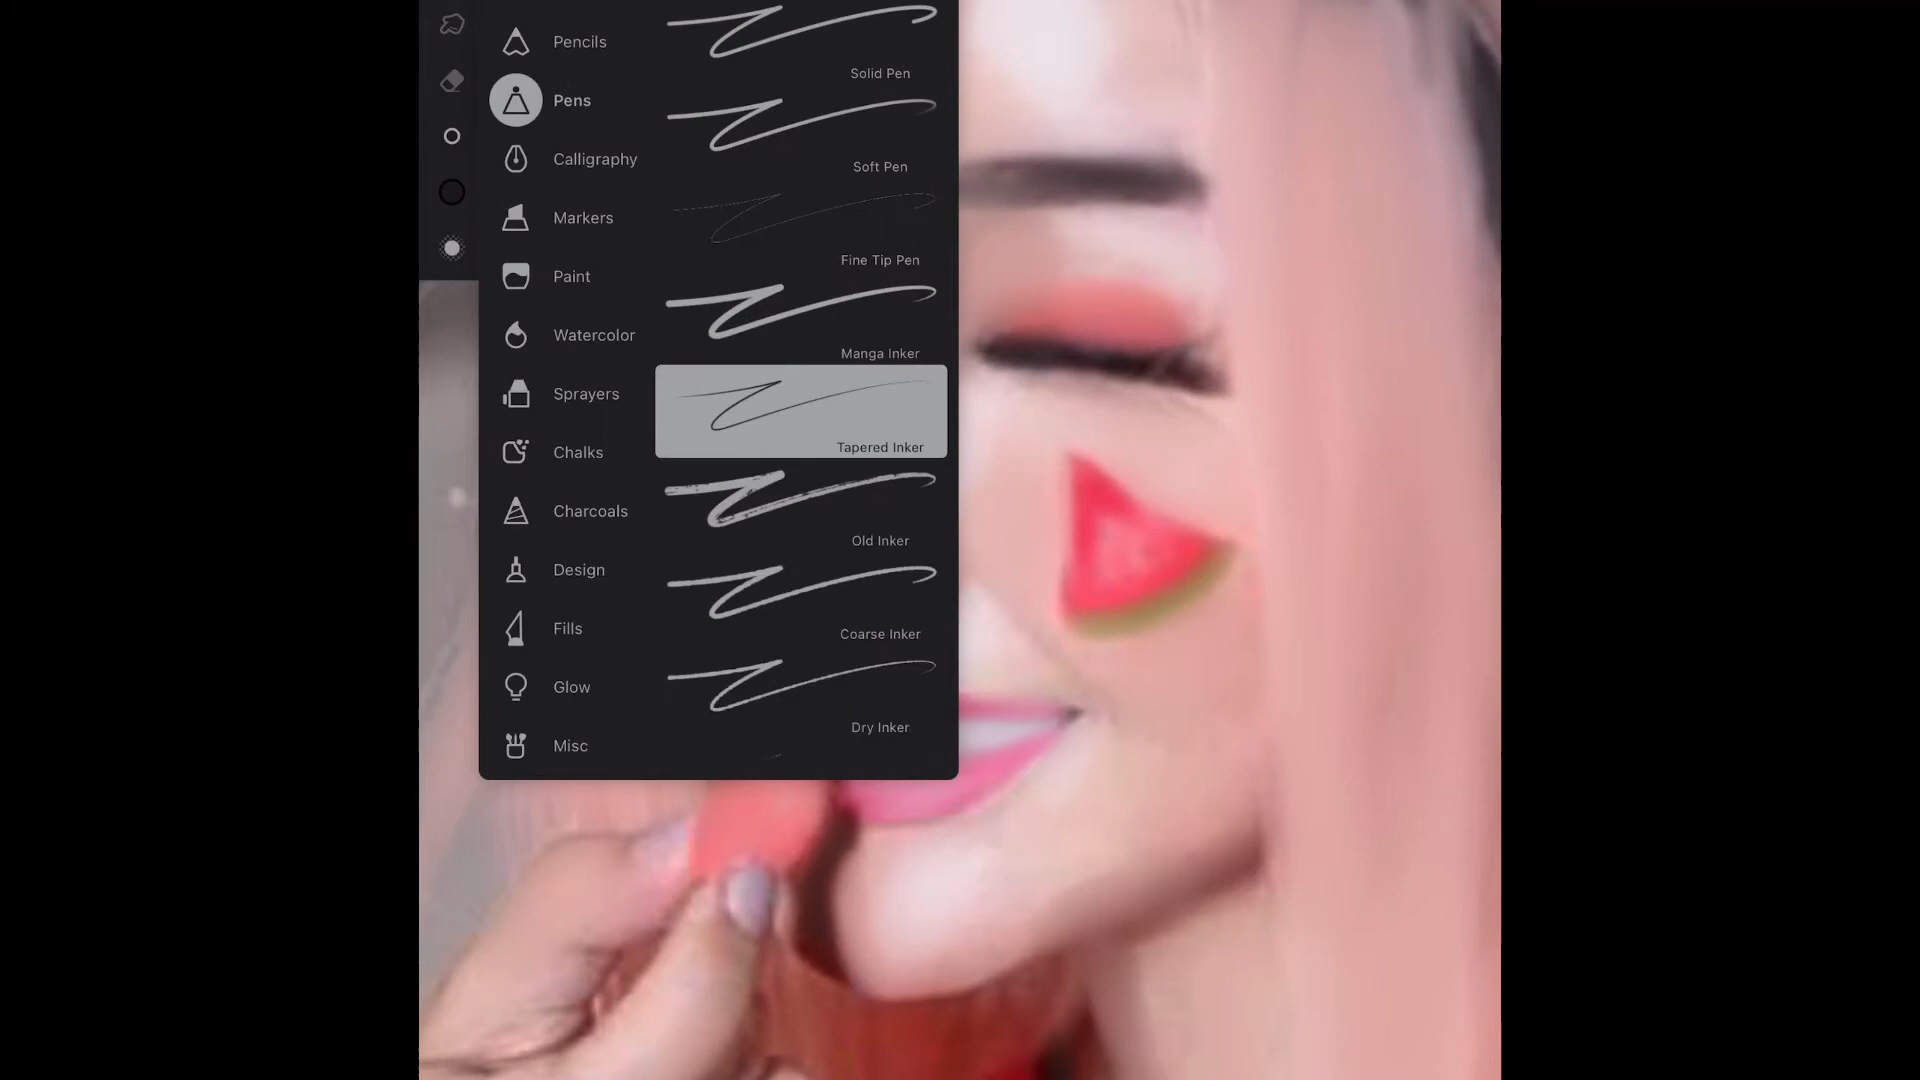 Pencils
Pens
Calligraphy
Markers
Paint
Watercolor
Sprayers
Chalks
Charcoals
Design
Fills
Glow
Misc
Solid Pen
Soft Pen
Fine Tip Pen
Manga Inker
Tapered Inker
Old Inker
Coarse Inker
Dry Inker